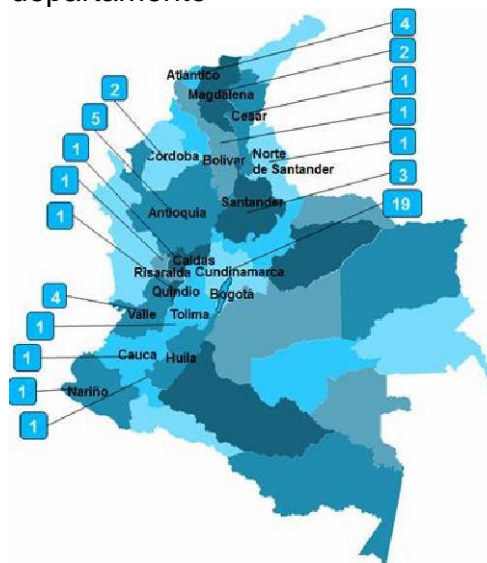 departamento
4
Atlántico
2
Magdalena
1
Cesar
2
1
5
Córdoba
Bolívar
Norte
de Santander
1
1
Santander
3
Antioquia
1
19
Caldas
Risaralda
Cundinamarca
1
Quindío
Bogotá
4
Valle
Tolima
1
Cauca
Huila
1
Nariño
1
1